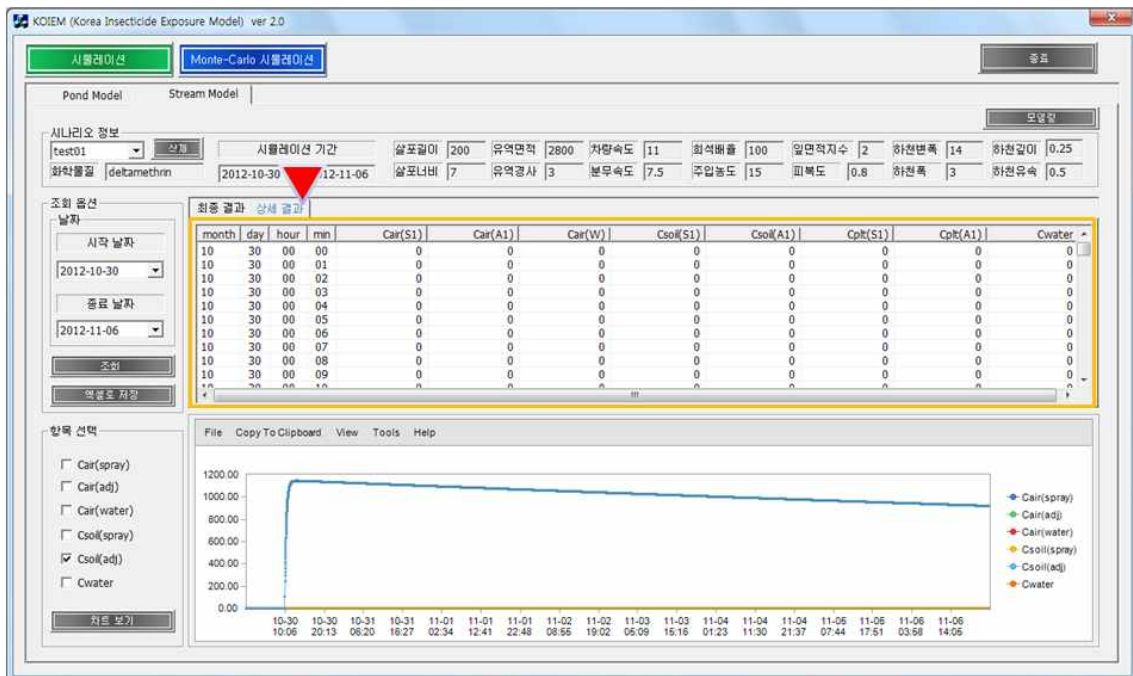 KOIEM (Korea Insecticide Exposure Model) ver 2.0
시뮬레이션 Monte-Carlo 시뮬레이션 종료
Pond Model Stream Model
모델링
시나리오 정보
test01 삭제 시뮬레이션 기간 살포길이 200 유역면적 2800 차량속도 11 희석배율 100 잎면적지수 2 하천변폭 14 하천깊이 0.25
화학물질 deltamethrin 2012-10-30 12-11-06 살포너비 7 유역경사 3 분무속도 7.5 주입농도 15 피복도 0.8 하천폭 3 하천유속 0.5
조회 옵션
날짜
시작 날짜
2012-10-30
종료 날짜
2012-11-06
조회
엑셀로 저장
최종 결과 상세 결과
month day hour min Cair(S1) Cair(A1) Cair(W) Csoil(S1) Csoil(A1) Cplt(S1) Cplt(A1) Cwater
10 30 00 00 0 0 0 0 0 0 0 0
10 30 00 01 0 0 0 0 0 0 0 0
10 30 00 02 0 0 0 0 0 0 0 0
10 30 00 03 0 0 0 0 0 0 0 0
10 30 00 04 0 0 0 0 0 0 0 0
10 30 00 05 0 0 0 0 0 0 0 0
10 30 00 06 0 0 0 0 0 0 0 0
10 30 00 07 0 0 0 0 0 0 0 0
10 30 00 08 0 0 0 0 0 0 0 0
10 30 00 09 0 0 0 0 0 0 0 0
10 30 00 10 0 0 0 0 0 0 0 0
항목 선택
Cair(spray)
Cair(adj)
Cair(water)
Csoil(spray)
Csoil(adj)
Cwater
차트 보기
File Copy To Clipboard View Tools Help
1200.00
1000.00
800.00
600.00
400.00
200.00
0.00
10-30 10-30 10-31 10-31 11-01 11-01 11-01 11-02 11-02 11-03 11-03 11-04 11-04 11-04 11-05 11-05 11-06 11-06
10:06 20:13 06:20 16:27 02:34 12:41 22:48 08:55 19:02 05:09 15:16 01:23 11:30 21:37 07:44 17:51 03:58 14:05
Cair(spray)
Cair(adj)
Cair(water)
Csoil(spray)
Csoil(adj)
Cwater